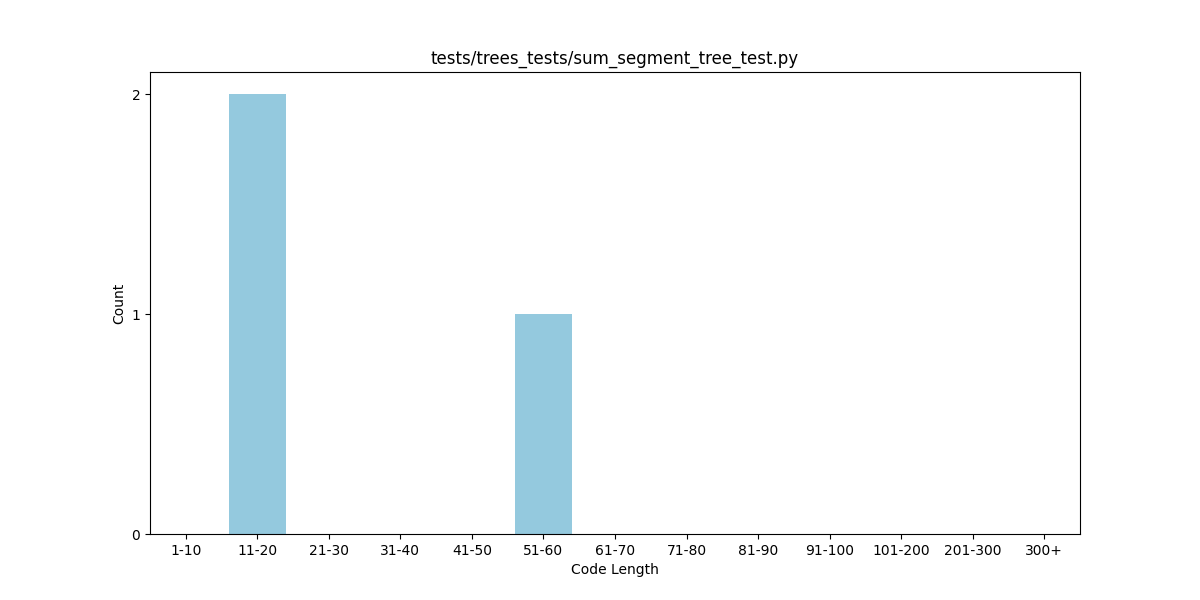 tests/trees_tests/sum_segment_tree_test.py
2
1
0
Count
1-10 11-20 21-30 31-40 41-50 51-60 61-70 71-80 81-90 91-100 101-200 201-300 300+
Code Length